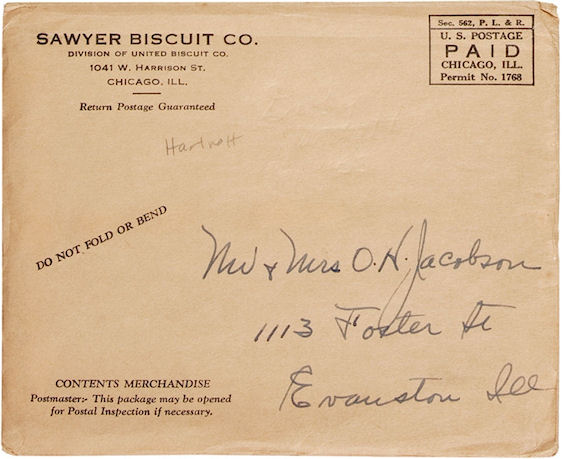 SAWYER BISCUIT CO.
DIVISION OF UNITED BISCUIT CO.
1041 W. HARRISON ST.
CHICAGO, ILL.
Return Postage Guaranteed
Sec. 562, P. L. & R.
U. S. POSTAGE
PAID
CHICAGO, ILL.
Permit No. 1768
Hartnett
DO NOT FOLD OR BEND
Mr & Mrs O. H. Jacobson
1113 Foster St
Evanston Ill
CONTENTS MERCHANDISE
Postmaster:- This package may be opened
for Postal Inspection if necessary.